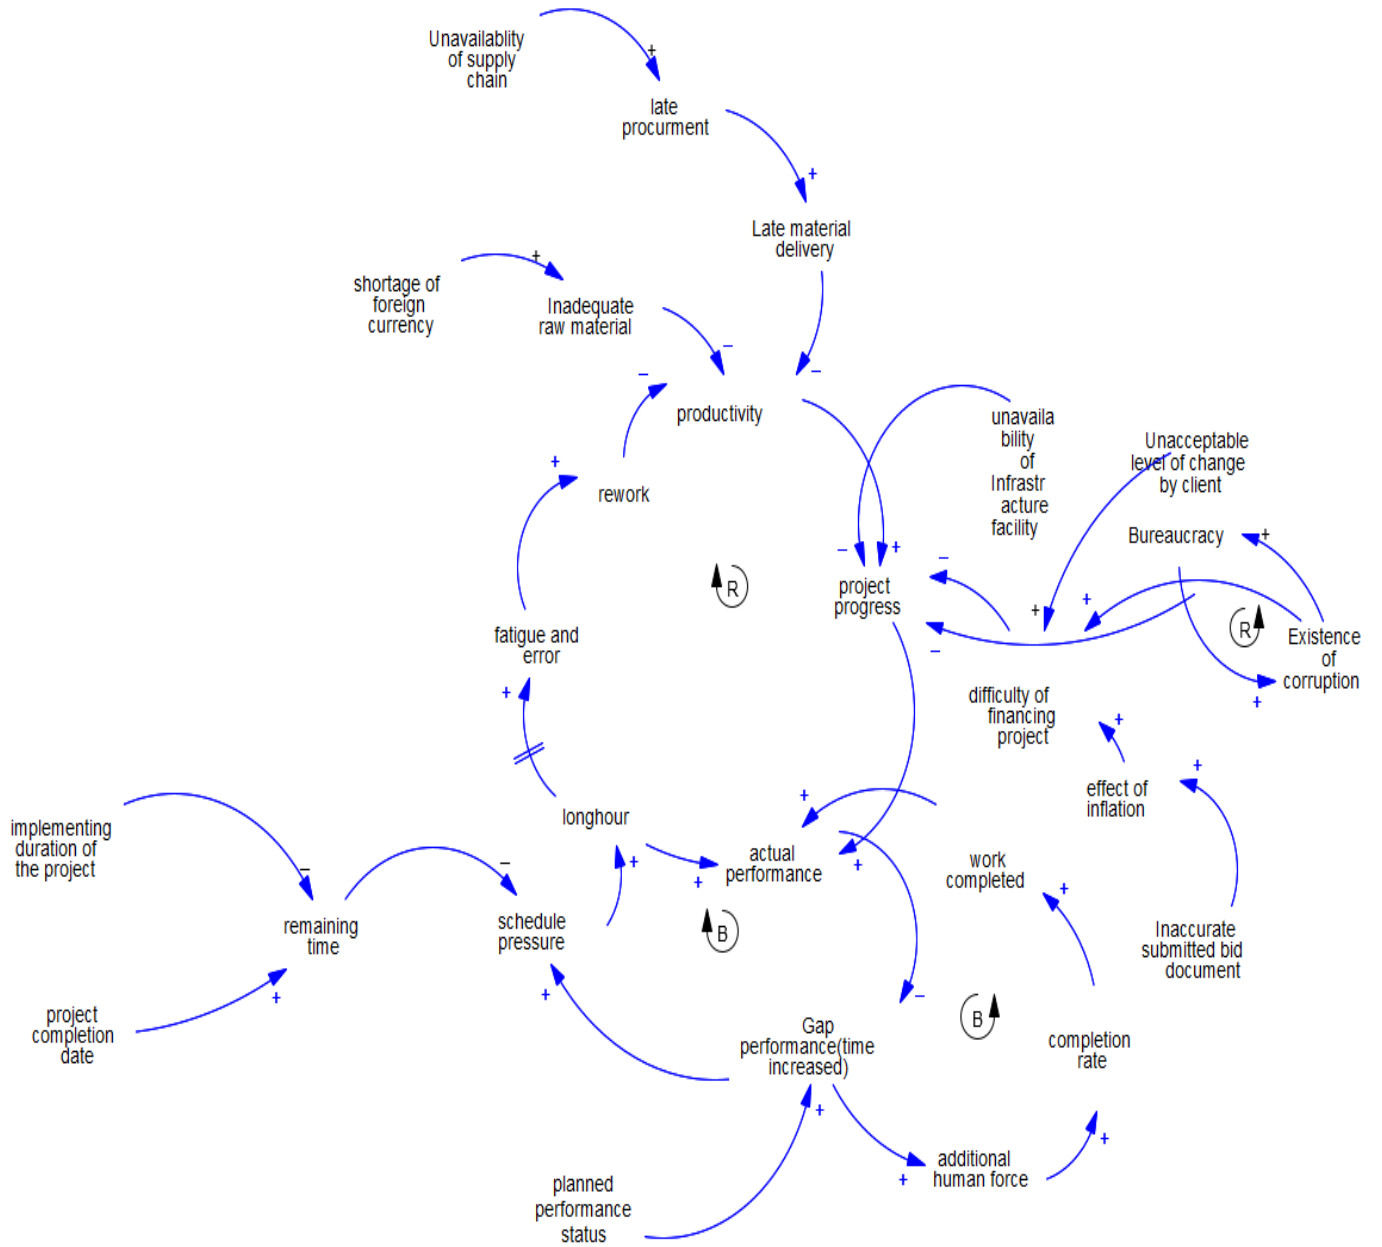 Unavailablity
of supply
chain
+
late
procurment
+
Late material
delivery
shortage of
foreign
currency
+
Inadequate
raw material
−
−
−
productivity
unavaila
bility
of
Infrastr
acture
facility
Unacceptable
level of change
by client
Bureaucracy
+
+
rework
−
+
−
project
progress
+
+
−
R
R
Existence
of
corruption
+
fatigue and
error
+
difficulty of
financing
project
+
effect of
inflation
+
longhour
+
+
+
actual
performance
+
work
completed
+
implementing
duration of
the project
−
−
remaining
time
schedule
pressure
B
Inaccurate
submitted bid
document
project
completion
date
+
+
−
B
Gap
performance(time
increased)
completion
rate
+
+
+
additional
human force
planned
performance
status